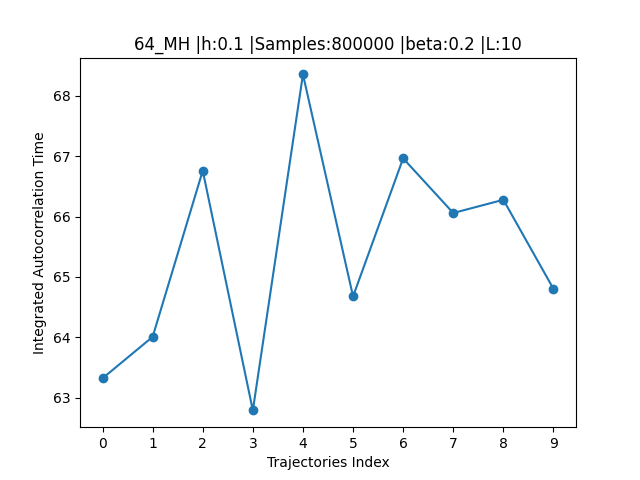 64_MH |h:0.1 |Samples:800000 |beta:0.2 |L:10
Integrated Autocorrelation Time
68
67
66
65
64
63
0 1 2 3 4 5 6 7 8 9
Trajectories Index